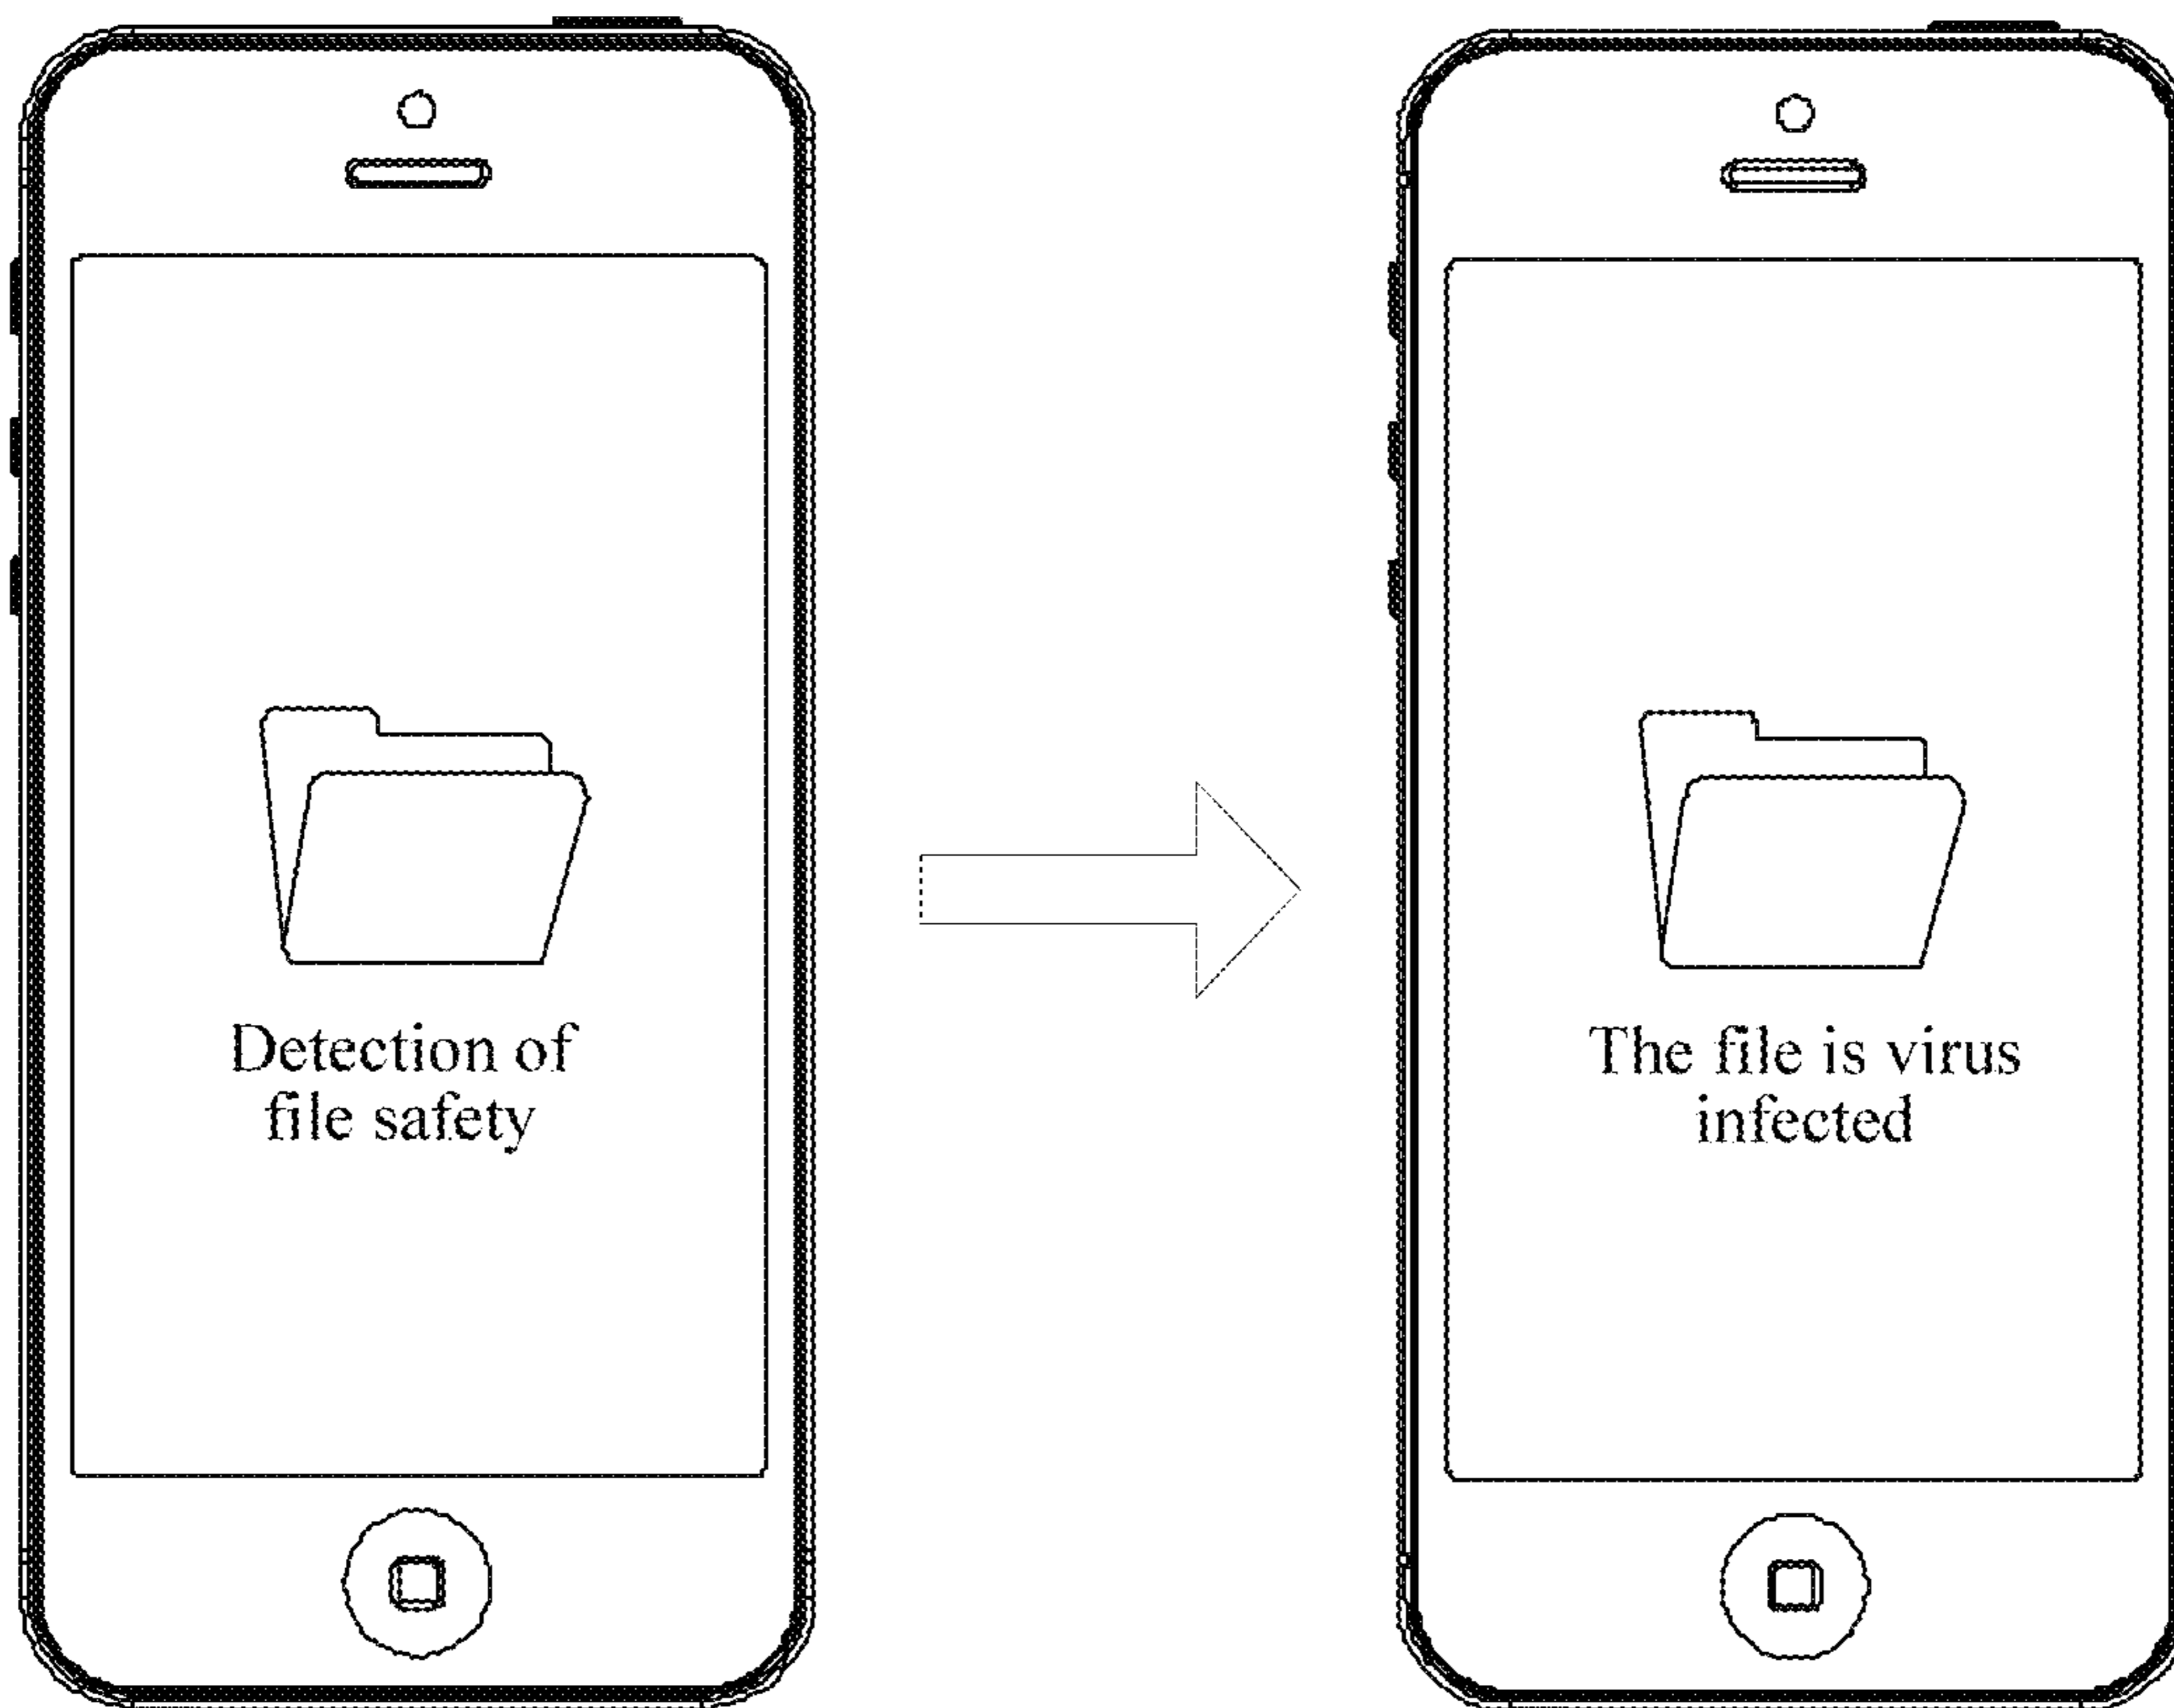 Detection of
file safety
The file is virus
infected